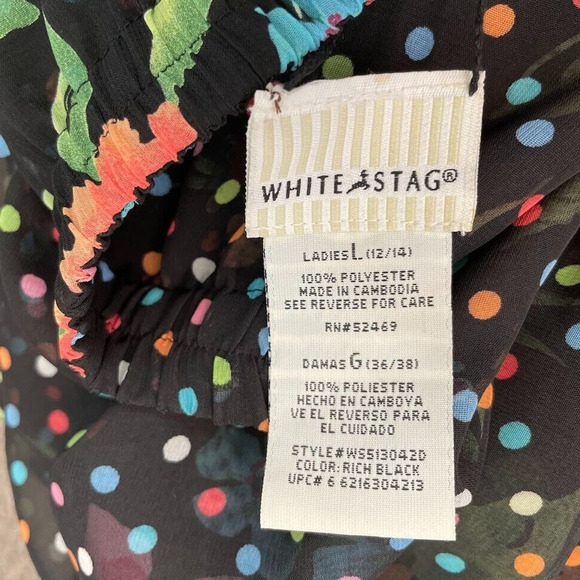 WHITE STAG®
LADIES L (12/14)
100% POLYESTER
MADE IN CAMBODIA
SEE REVERSE FOR CARE
RN#52469
DAMAS G (36/38)
100% POLIESTER
HECHO EN CAMBOYA
VE EL REVERSO PARA
EL CUIDADO
STYLE#WS513042D
COLOR: RICH BLACK
UPC# 6 6216304213